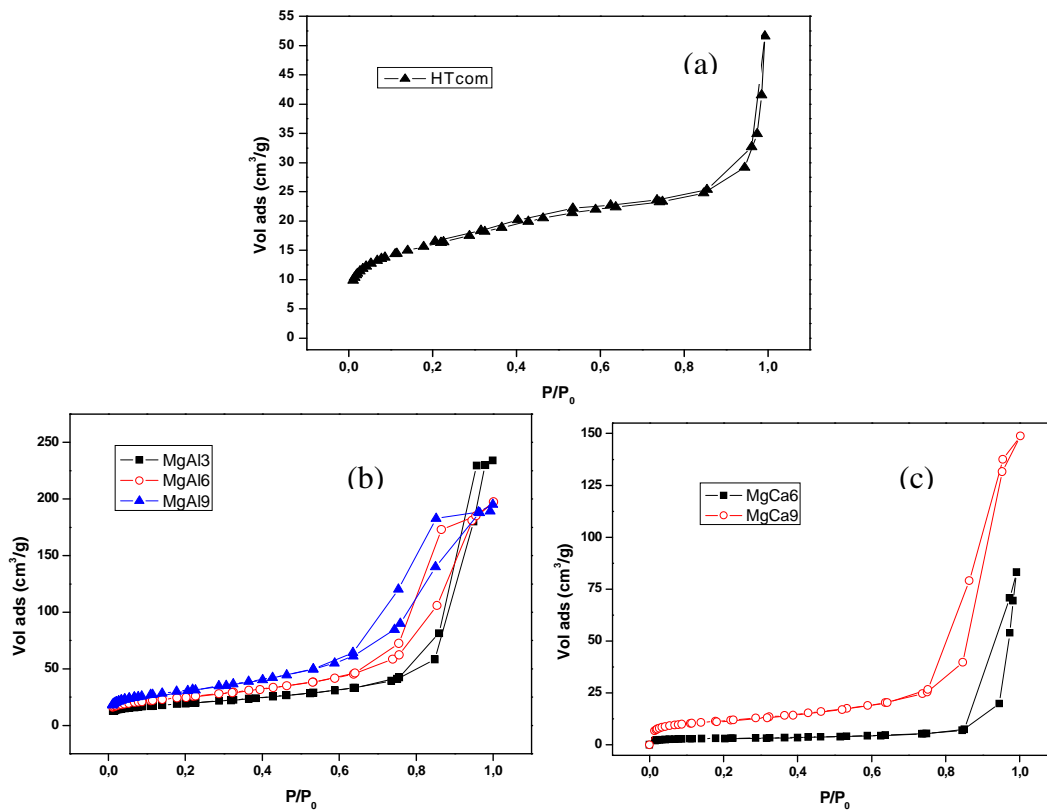 55
50
45
40
35
30
25
20
15
10
5
0
Vol ads (cm³/g)
HTcom
(a)
0,0 0,2 0,4 0,6 0,8 1,0
P/P₀
250
200
150
100
50
0
Vol ads (cm³/g)
MgAl3
MgAl6
MgAl9
(b)
0,0 0,2 0,4 0,6 0,8 1,0
P/P₀
150
125
100
75
50
25
0
Vol ads (cm³/g)
MgCa6
MgCa9
(c)
0,0 0,2 0,4 0,6 0,8 1,0
P/P₀